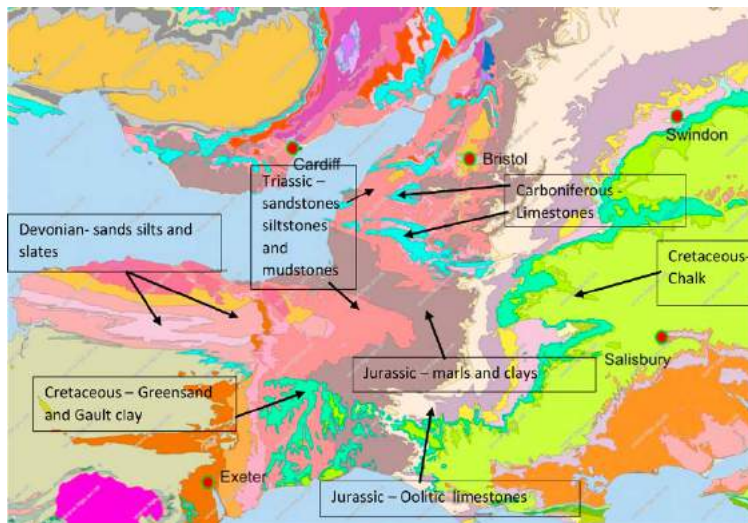 Swindon
Cardiff
Bristol
Triassic –
sandstones
siltstones
and
mudstones
Carboniferous -
Limestones
Devonian- sands silts and
slates
Cretaceous-
Chalk
Salisbury
Jurassic – marls and clays
Cretaceous – Greensand
and Gault clay
Exeter
Jurassic – Oolitic limestones